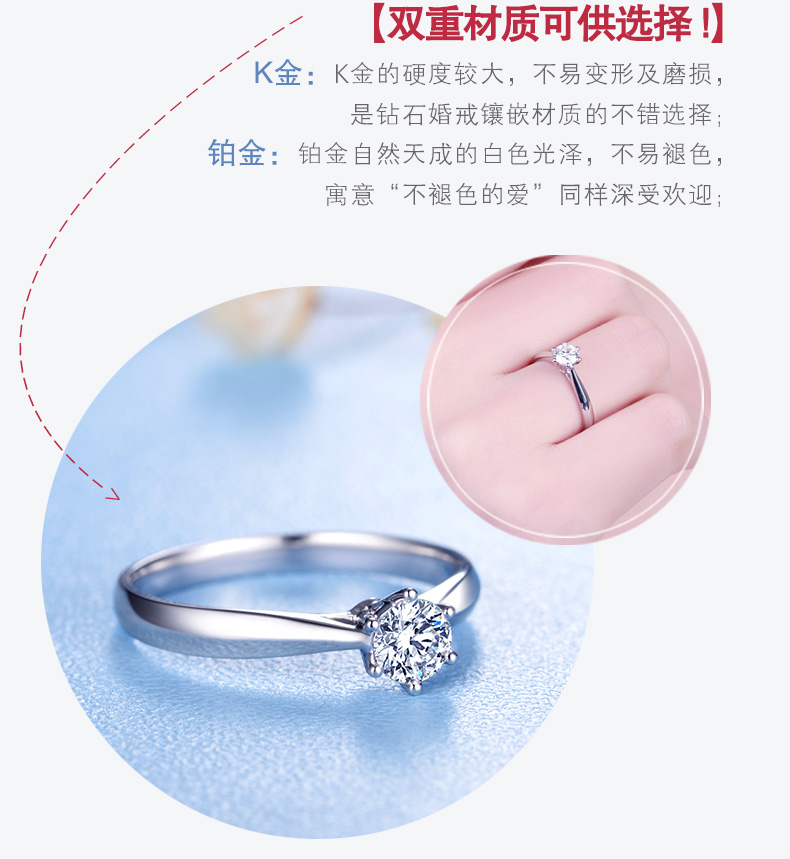 【双重材质可供选择!】
K金：K金的硬度较大，不易变形及磨损，
是钻石婚戒镶嵌材质的不错选择；
铂金：铂金自然天成的白色光泽，不易褪色，
寓意“不褪色的爱”同样深受欢迎；